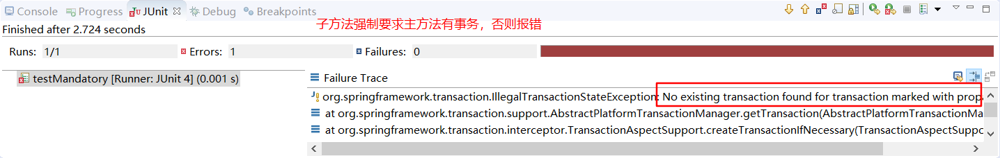 Console Progress JUnit Debug Breakpoints
Finished after 2.724 seconds
子方法强制要求主方法有事务，否则报错
Runs: 1/1 Errors: 1 Failures: 0
testMandatory [Runner: JUnit 4] (0.001 s)
Failure Trace
org.springframework.transaction.IllegalTransactionStateException: No existing transaction found for transaction marked with prop
at org.springframework.transaction.support.AbstractPlatformTransactionManager.getTransaction(AbstractPlatformTransactionMa
at org.springframework.transaction.interceptor.TransactionAspectSupport.createTransactionIfNecessary(TransactionAspectSuppo